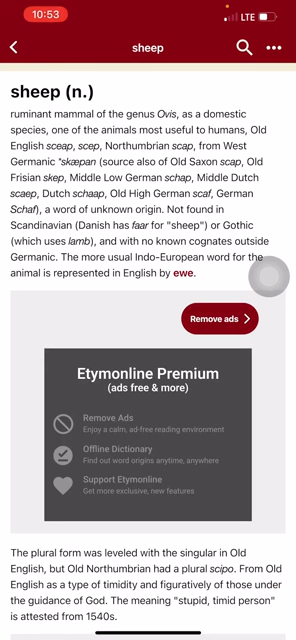 10:53
LTE
sheep
sheep (n.)
ruminant mammal of the genus Ovis, as a domestic
species, one of the animals most useful to humans, Old
English sceap, scep, Northumbrian scap, from West
Germanic *skæpan (source also of Old Saxon scap, Old
Frisian skep, Middle Low German schap, Middle Dutch
scaep, Dutch schaap, Old High German scaf, German
Schaf), a word of unknown origin. Not found in
Scandinavian (Danish has faar for "sheep") or Gothic
(which uses lamb), and with no known cognates outside
Germanic. The more usual Indo-European word for the
animal is represented in English by ewe.
Remove ads
Etymonline Premium
(ads free & more)
Remove Ads
Enjoy a calm, ad-free reading environment
Offline Dictionary
Find out word origins anytime, anywhere
Support Etymonline
Get more exclusive, new features
The plural form was leveled with the singular in Old
English, but Old Northumbrian had a plural scipo. From Old
English as a type of timidity and figuratively of those under
the guidance of God. The meaning "stupid, timid person"
is attested from 1540s.